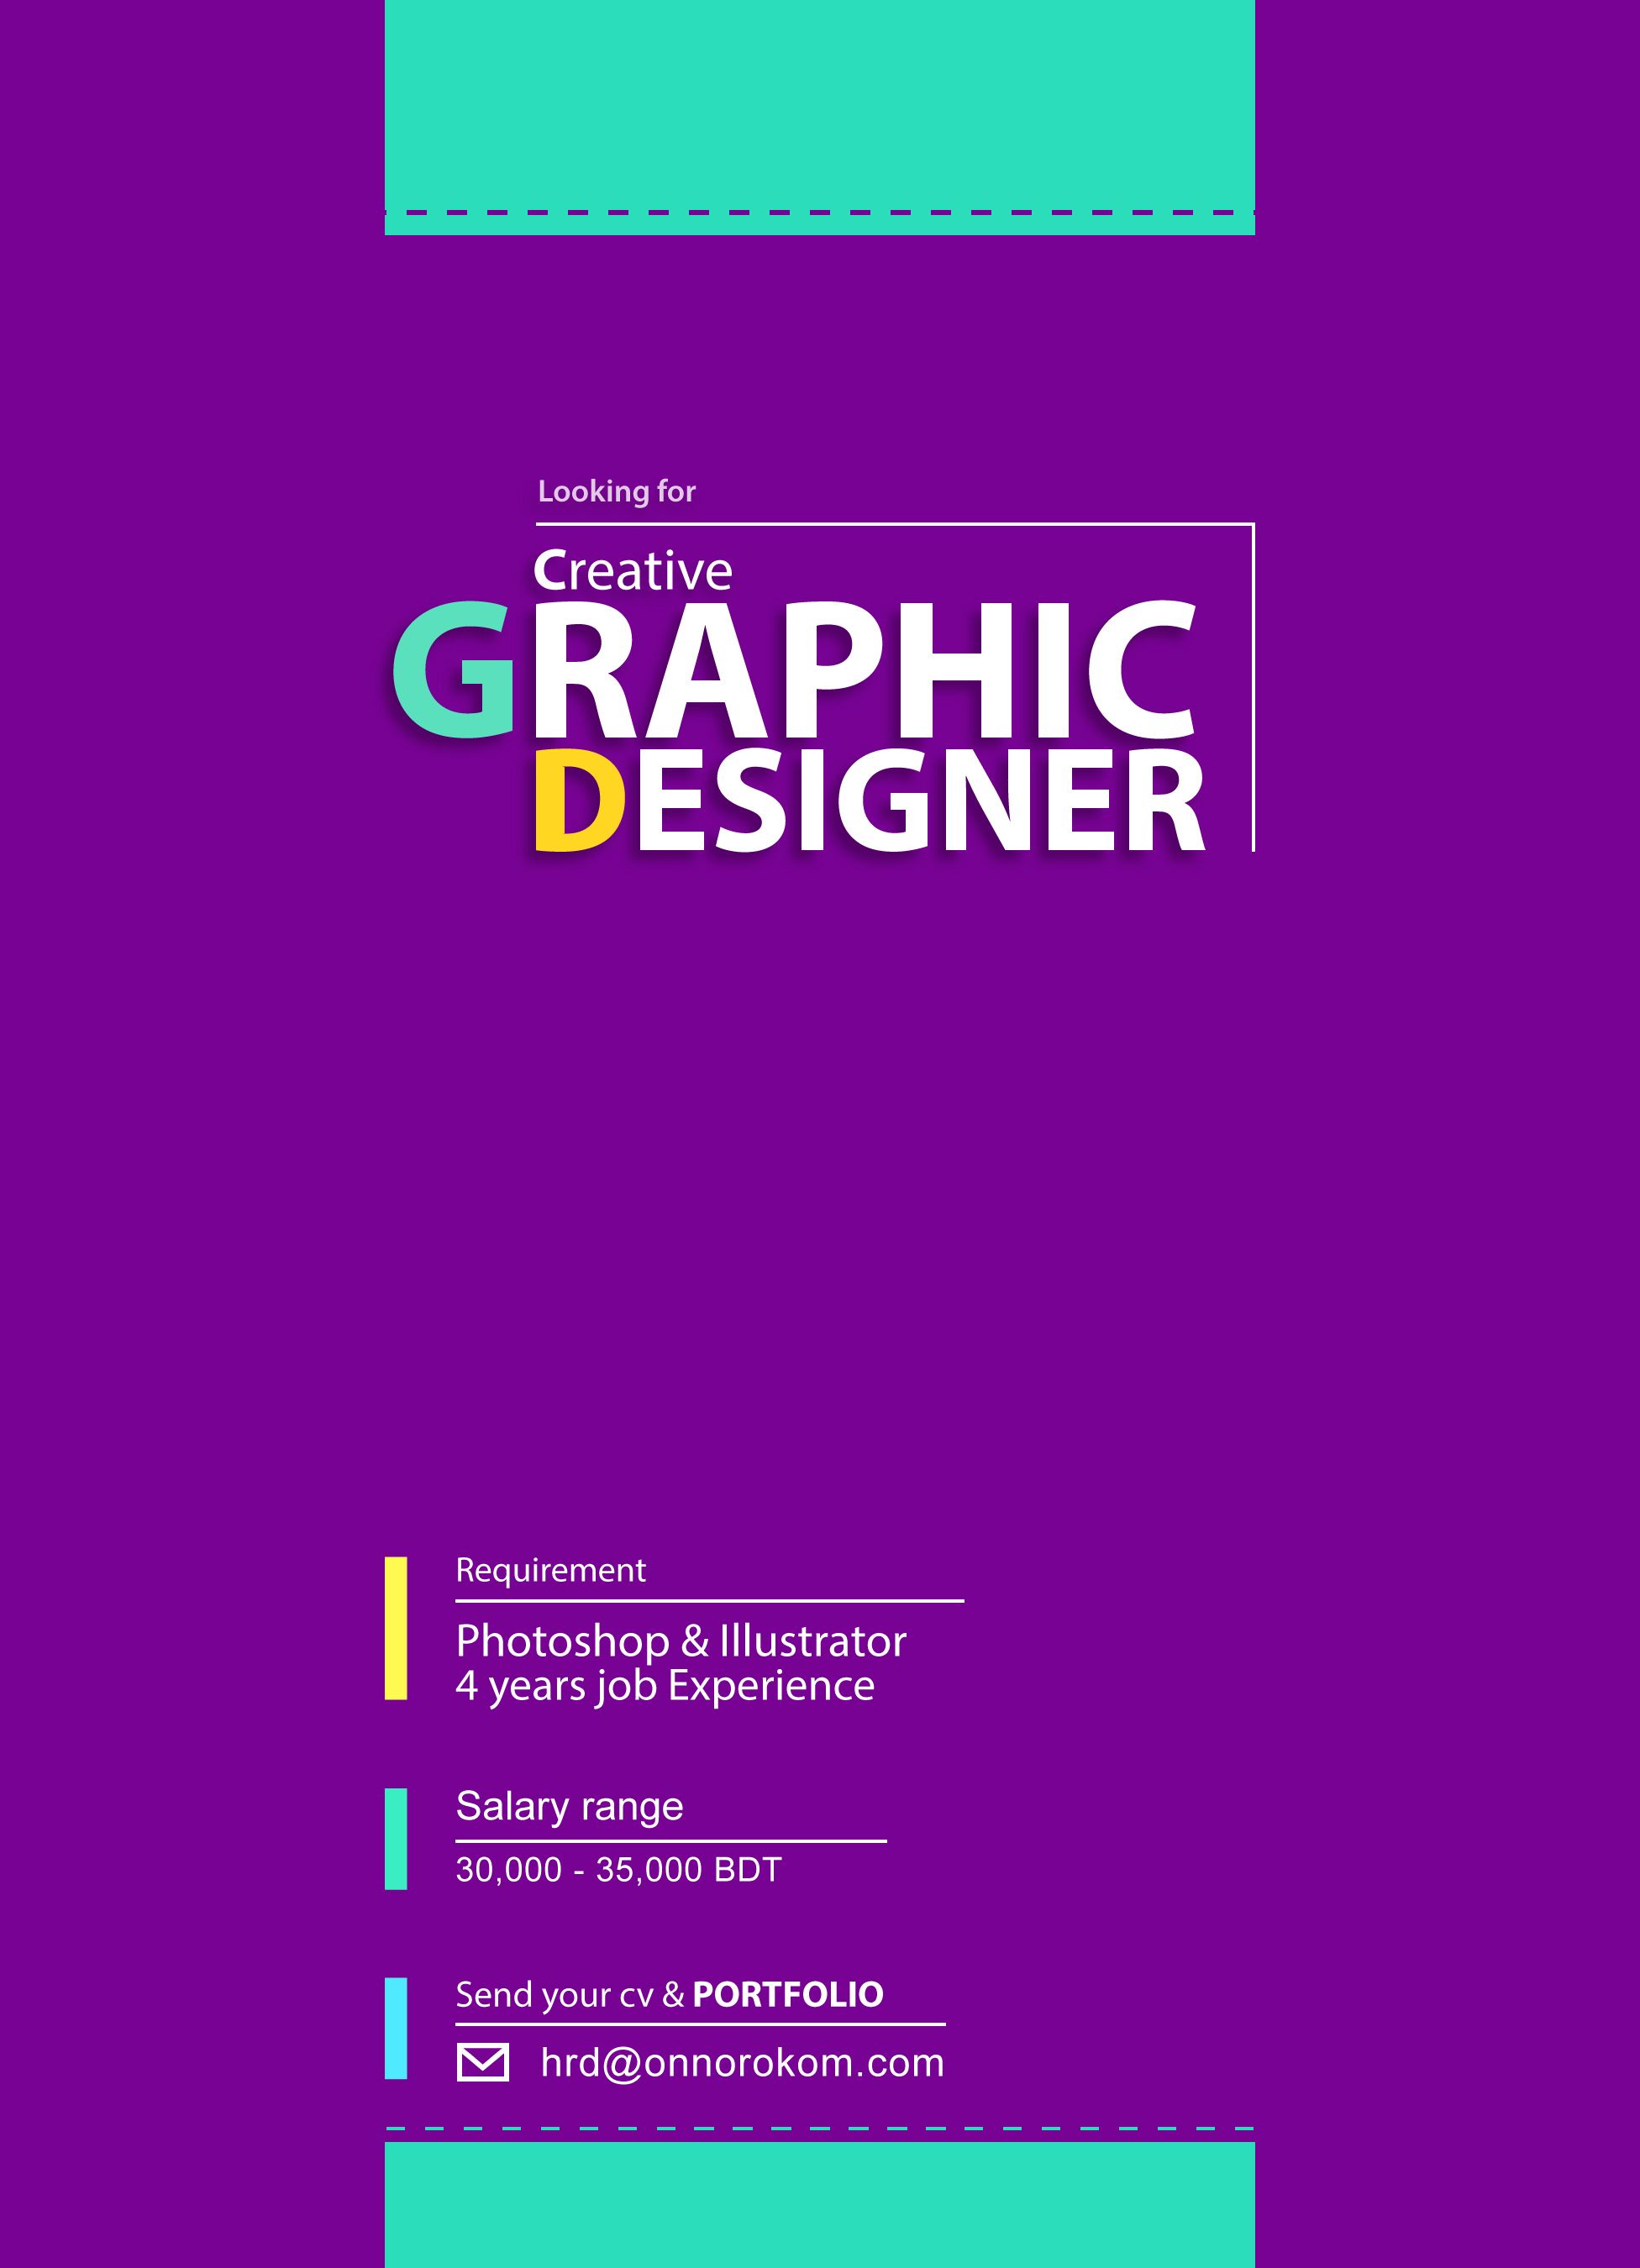 Looking for
Creative
GRAPHIC
DESIGNER
Requirement
Photoshop & Illustrator
4 years job Experience
Salary range
30,000 - 35,000 BDT
Send your cv & PORTFOLIO
hrd@onnorokom.com